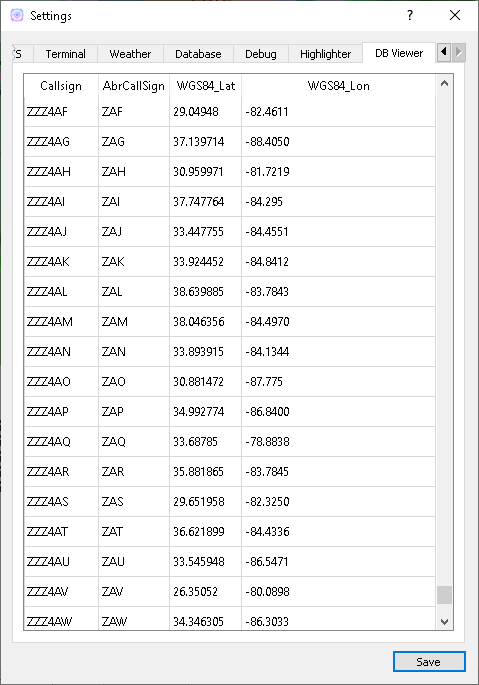 Settings
Terminal Weather Database Debug Highlighter DB Viewer
Callsign AbrCallSign WGS84_Lat WGS84_Lon
ZZZ4AF ZAF 29.04948 -82.4611
ZZZ4AG ZAG 37.139714 -88.4050
ZZZ4AH ZAH 30.959971 -81.7219
ZZZ4AI ZAI 37.747764 -84.295
ZZZ4AJ ZAJ 33.447755 -84.4551
ZZZ4AK ZAK 33.924452 -84.8412
ZZZ4AL ZAL 38.639885 -83.7843
ZZZ4AM ZAM 38.046356 -84.4970
ZZZ4AN ZAN 33.893915 -84.1344
ZZZ4AO ZAO 30.881472 -87.775
ZZZ4AP ZAP 34.992774 -86.8400
ZZZ4AQ ZAQ 33.68785 -78.8838
ZZZ4AR ZAR 35.881865 -83.7845
ZZZ4AS ZAS 29.651958 -82.3250
ZZZ4AT ZAT 36.621899 -84.4336
ZZZ4AU ZAU 33.545948 -86.5471
ZZZ4AV ZAV 26.35052 -80.0898
ZZZ4AW ZAW 34.346305 -86.3033
Save